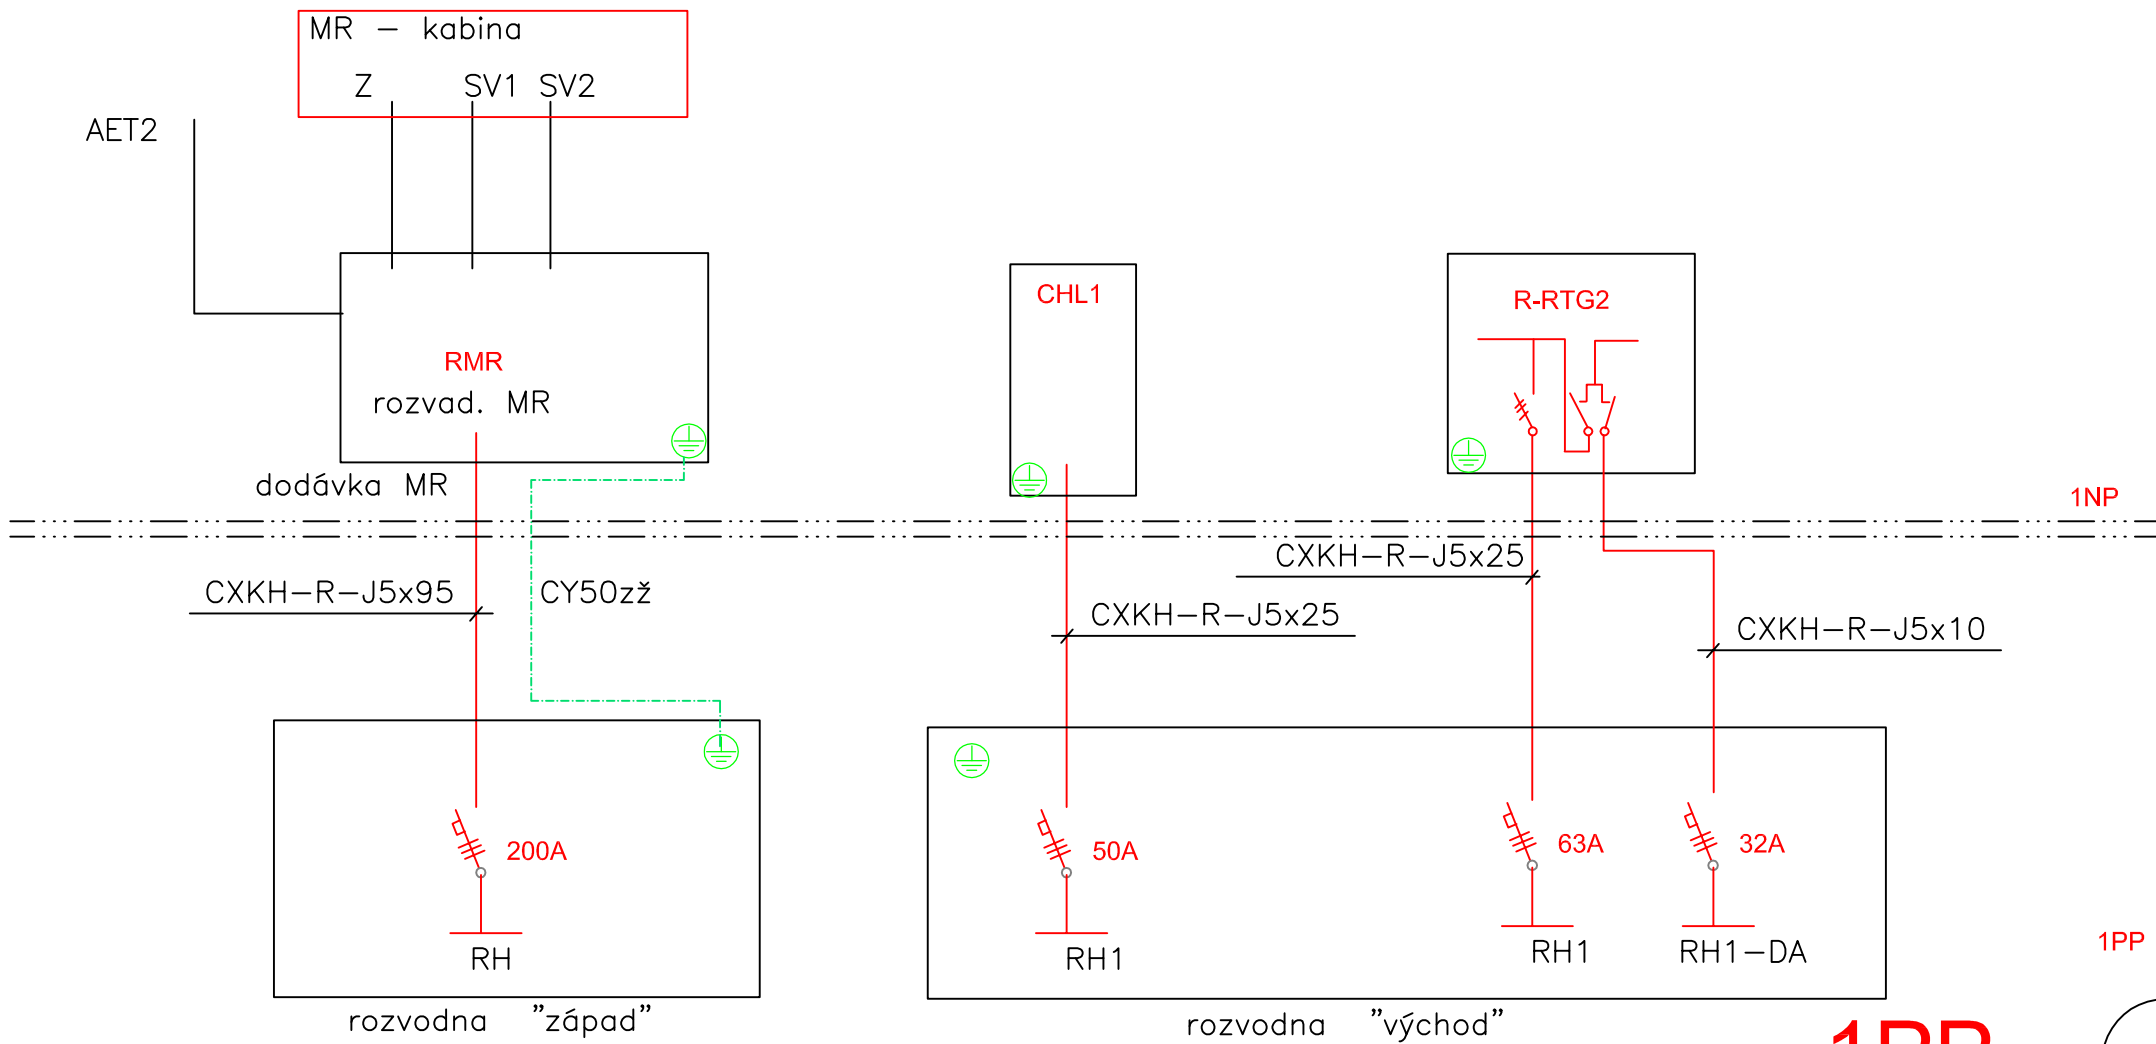 MR - kabina
Z SV1 SV2
AET2
CHL1
R-RTG2
RMR
rozvad. MR
dodávka MR
1NP
CXKH-R-J5x25
CXKH-R-J5x95 CY50zž
CXKH-R-J5x25
CXKH-R-J5x10
200A
50A
63A
32A
RH
RH1
RH1
RH1-DA
1PP
rozvodna "západ"
rozvodna "východ"
1PP